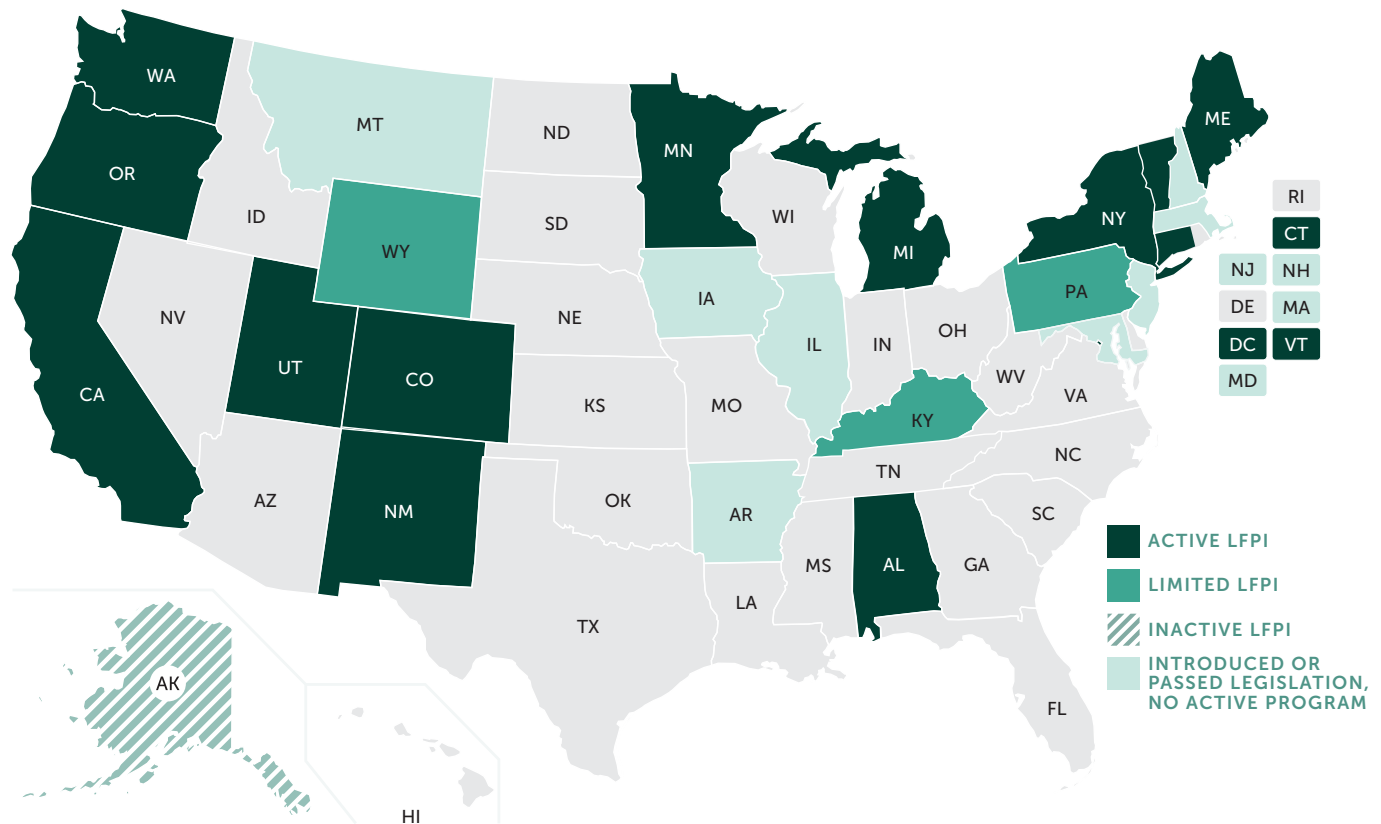 WA
MT
ND
MN
ME
OR
ID
SD
WI
NY
RI
WY
MI
CT
NJ
NH
IA
PA
NV
NE
DE
MA
UT
CO
IL
IN
OH
DC
VT
CA
KS
MO
WV
VA
MD
KY
TN
NC
AZ
NM
OK
AR
SC
MS
AL
GA
LA
TX
FL
AK
HI
ACTIVE LFPI
LIMITED LFPI
INACTIVE LFPI
INTRODUCED OR
PASSED LEGISLATION,
NO ACTIVE PROGRAM